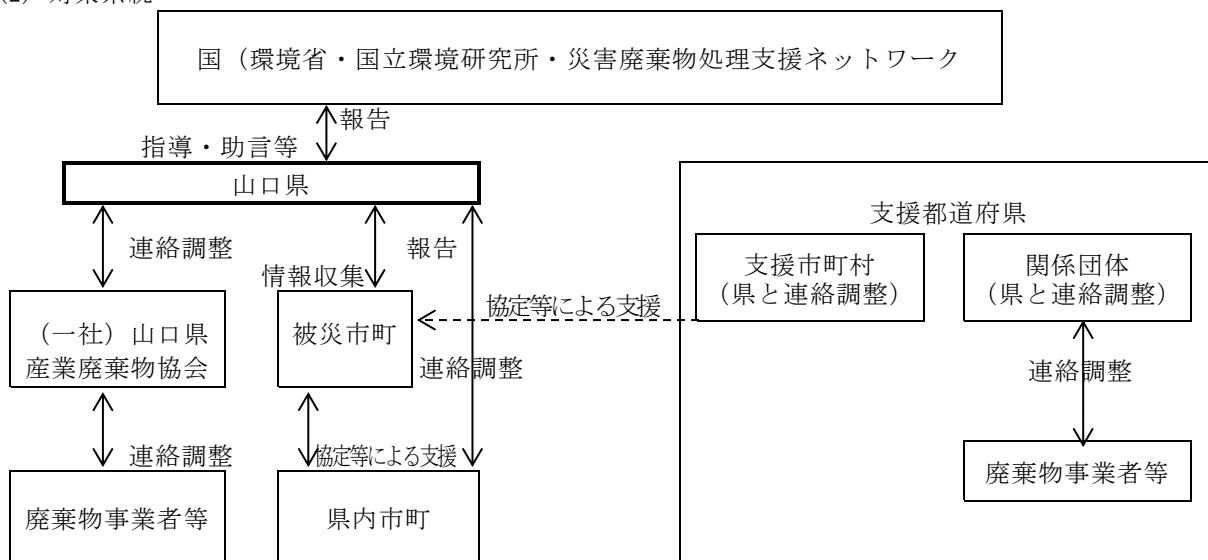 国（環境省・国立環境研究所・災害廃棄物処理支援ネットワーク
報告
指導・助言等
山口県
支援都道府県
連絡調整
報告
情報収集
支援市町村
（県と連絡調整）
関係団体
（県と連絡調整）
協定等による支援
（一社）山口県
産業廃棄物協会
被災市町
連絡調整
連絡調整
連絡調整
協定等による支援
廃棄物事業者等
廃棄物事業者等
県内市町